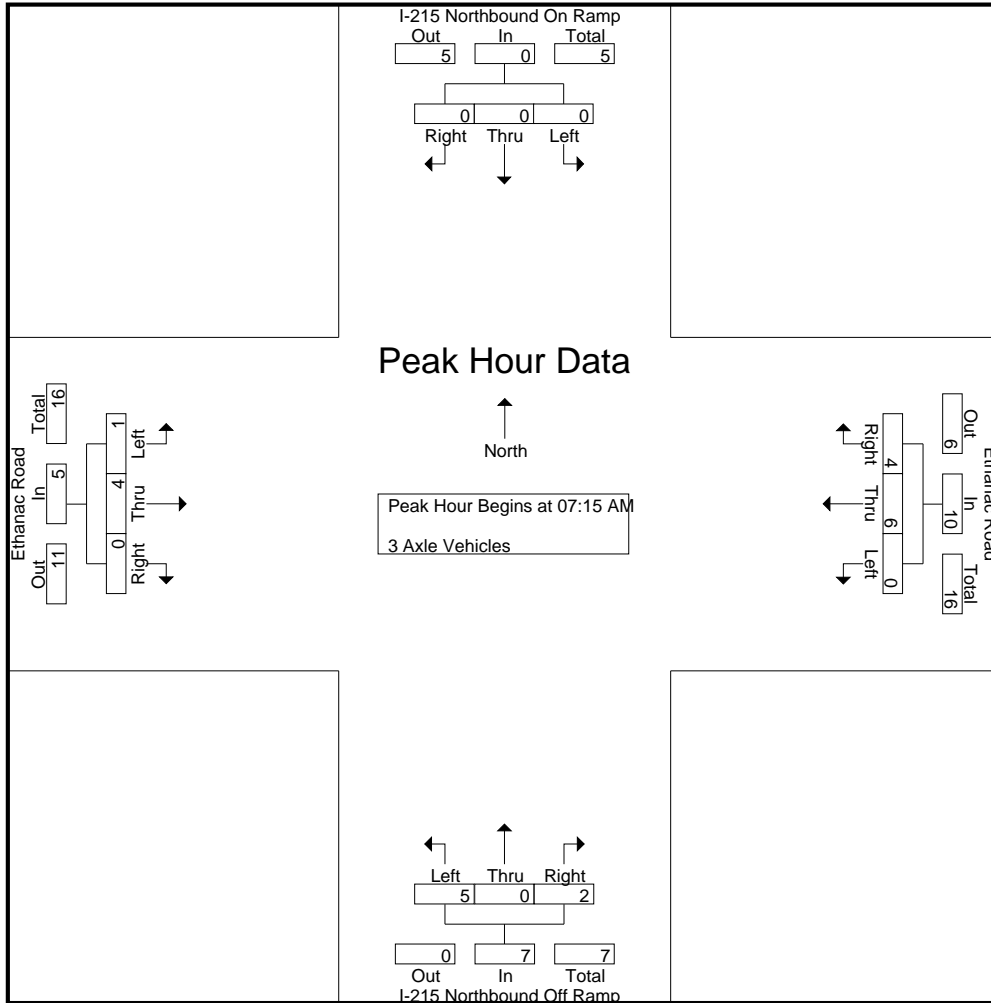 I-215 Northbound On Ramp
Out In Total
5 0 5
0 0 0
Right Thru Left
Peak Hour Data
North
Peak Hour Begins at 07:15 AM
3 Axle Vehicles
Ethanac Road
Total In Out
16 5 11
1 4 0
Left Thru Right
Ethanac Road
Out In Total
6 10 16
4 6 0
Right Thru Left
Left Thru Right
5 0 2
0 7 7
Out In Total
I-215 Northbound Off Ramp